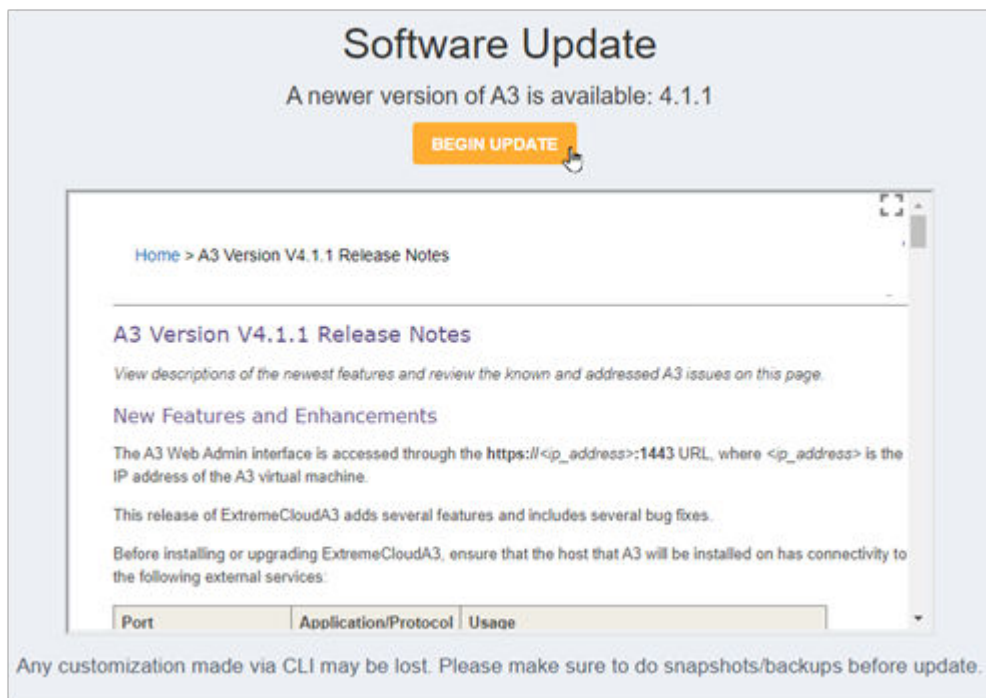 Software Update
A newer version of A3 is available: 4.1.1
BEGIN UPDATE
Home > A3 Version V4.1.1 Release Notes
A3 Version V4.1.1 Release Notes
View descriptions of the newest features and review the known and addressed A3 issues on this page.
New Features and Enhancements
The A3 Web Admin interface is accessed through the https://<ip_address>:1443 URL, where <ip_address> is the
IP address of the A3 virtual machine.
This release of ExtremeCloudA3 adds several features and includes several bug fixes.
Before installing or upgrading ExtremeCloudA3, ensure that the host that A3 will be installed on has connectivity to
the following external services:
Port Application/Protocol Usage
Any customization made via CLI may be lost. Please make sure to do snapshots/backups before update.